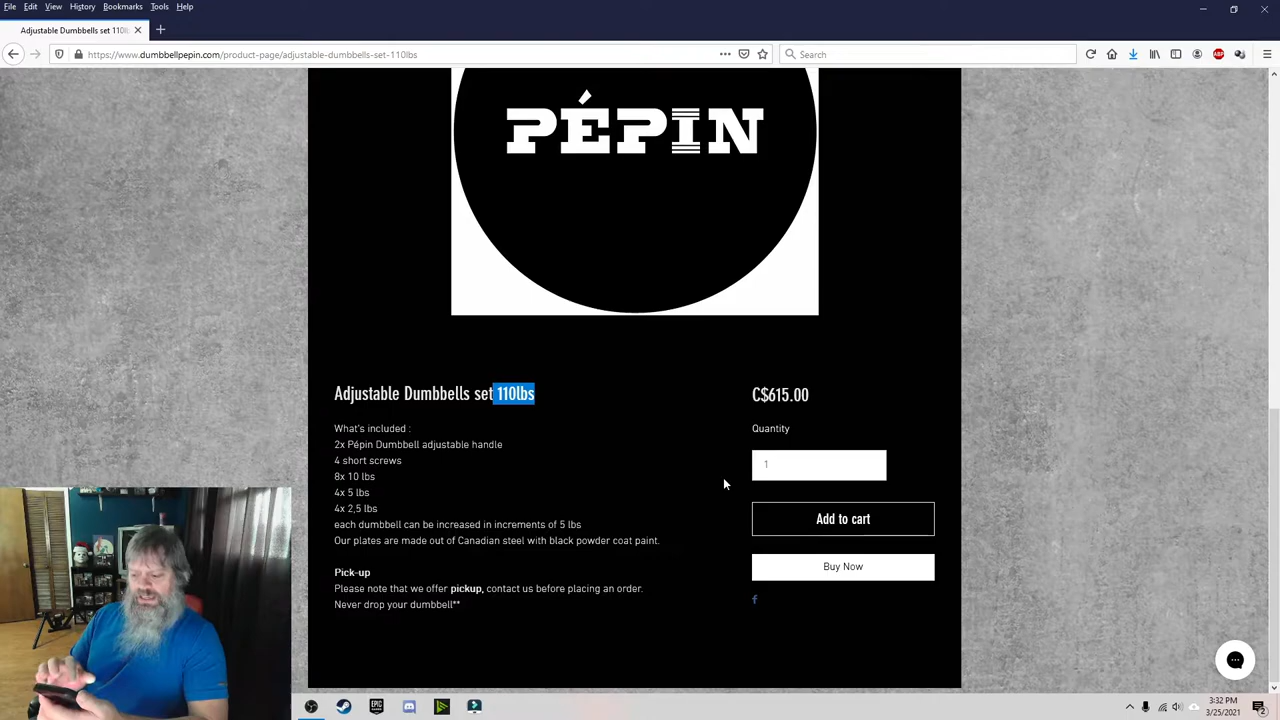 File Edit View History Bookmarks Tools Help
Adjustable Dumbbells set 110lb
https://www.dumbbellpepin.com/product-page/adjustable-dumbbells-set-110lbs
Search
ABP
PÉPIN
Adjustable Dumbbells set 110lbs
C$615.00
What's included :
Quantity
2x Pépin Dumbbell adjustable handle
4 short screws
1
8x 10 lbs
4x 5 lbs
4x 2,5 lbs
Add to cart
each dumbbell can be increased in increments of 5 lbs
Our plates are made out of Canadian steel with black powder coat paint.
Buy Now
Pick-up
Please note that we offer pickup, contact us before placing an order.
f
Never drop your dumbbell**
EPIC
3:32 PM
3/25/2021
2